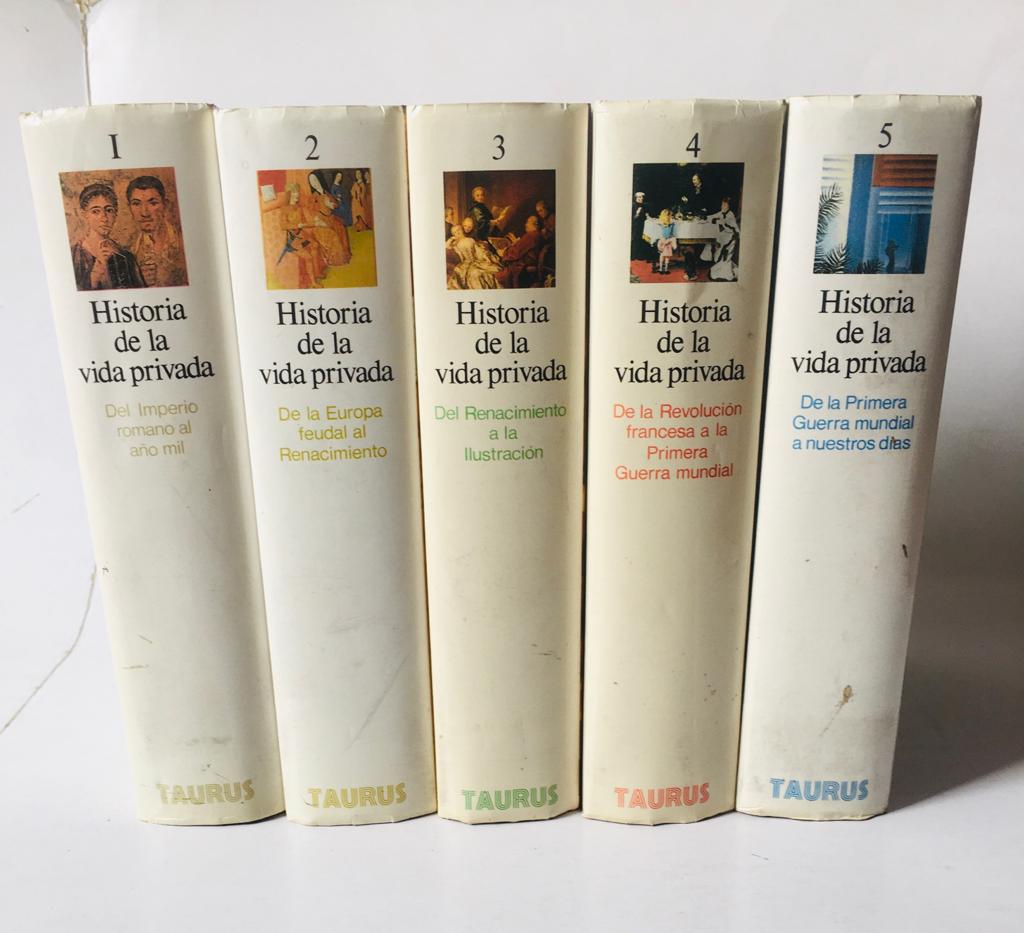 1
Historia
de la
vida privada
Del Imperio
romano al
año mil
TAURUS
2
Historia
de la
vida privada
De la Europa
feudal al
Renacimiento
TAURUS
3
Historia
de la
vida privada
Del Renacimiento
a la
Ilustración
TAURUS
4
Historia
de la
vida privada
De la Revolución
francesa a la
Primera
Guerra mundial
TAURUS
5
Historia
de la
vida privada
De la Primera
Guerra mundial
a nuestros días
TAURUS